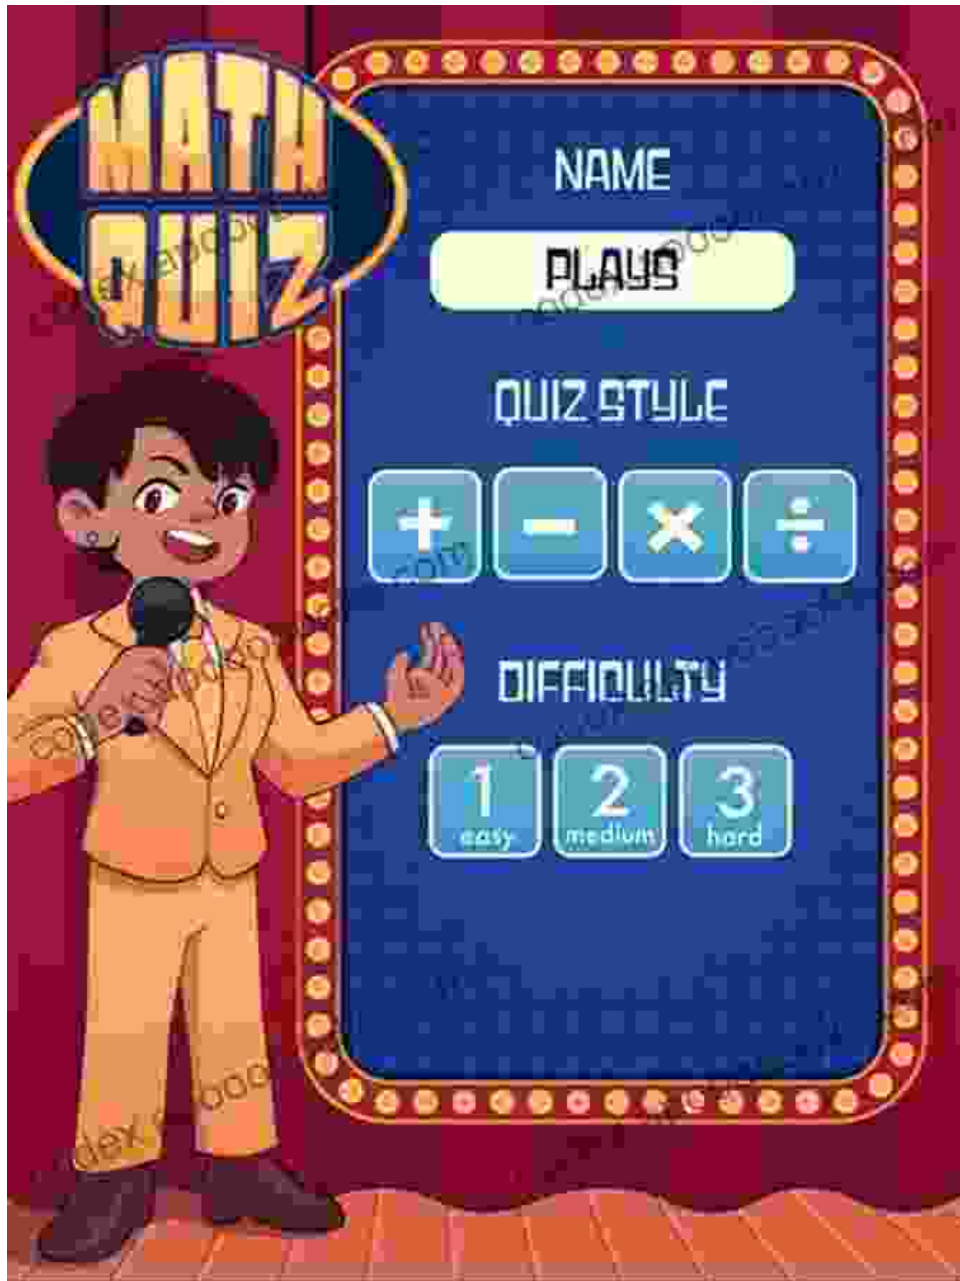 MATH
QUIZ
NAME
PLAYS
QUIZ STYLE
+ − × ÷
DIFFICULTY
1 2 3
easy medium hard